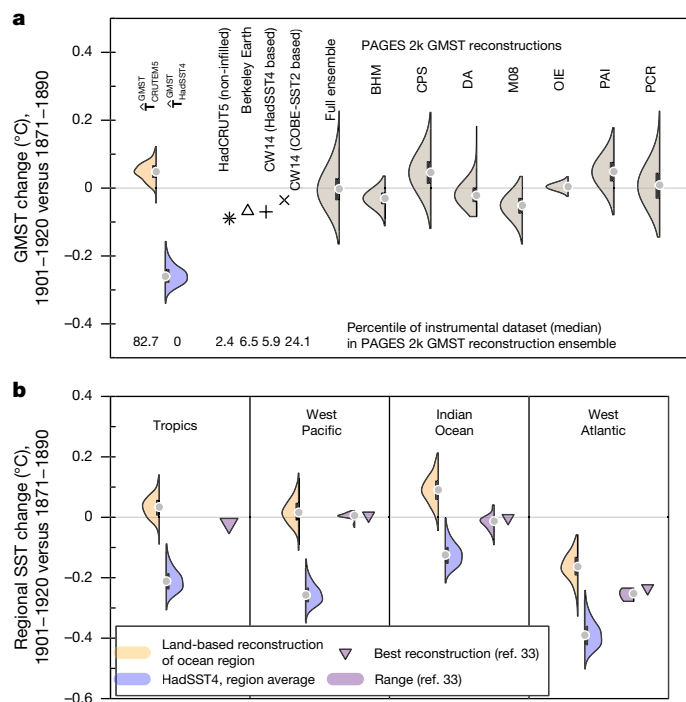 a
GMST change (°C),
1901–1920 versus 1871–1890
0.4
0.2
0
−0.2
−0.4
T̂ GMST CRUTEM5
T̂ GMST HadSST4
HadCRUT5 (non-infilled)
Berkeley Earth
CW14 (HadSST4 based)
CW14 (COBE-SST2 based)
PAGES 2k GMST reconstructions
Full ensemble
BHM
CPS
DA
M08
OIE
PAI
PCR
82.7 0 2.4 6.5 5.9 24.1
Percentile of instrumental dataset (median)
in PAGES 2k GMST reconstruction ensemble
b
Regional SST change (°C),
1901–1920 versus 1871–1890
0.4
0.2
0
−0.2
−0.4
−0.6
Tropics
West
Pacific
Indian
Ocean
West
Atlantic
Land-based reconstruction
of ocean region
HadSST4, region average
Best reconstruction (ref. 33)
Range (ref. 33)